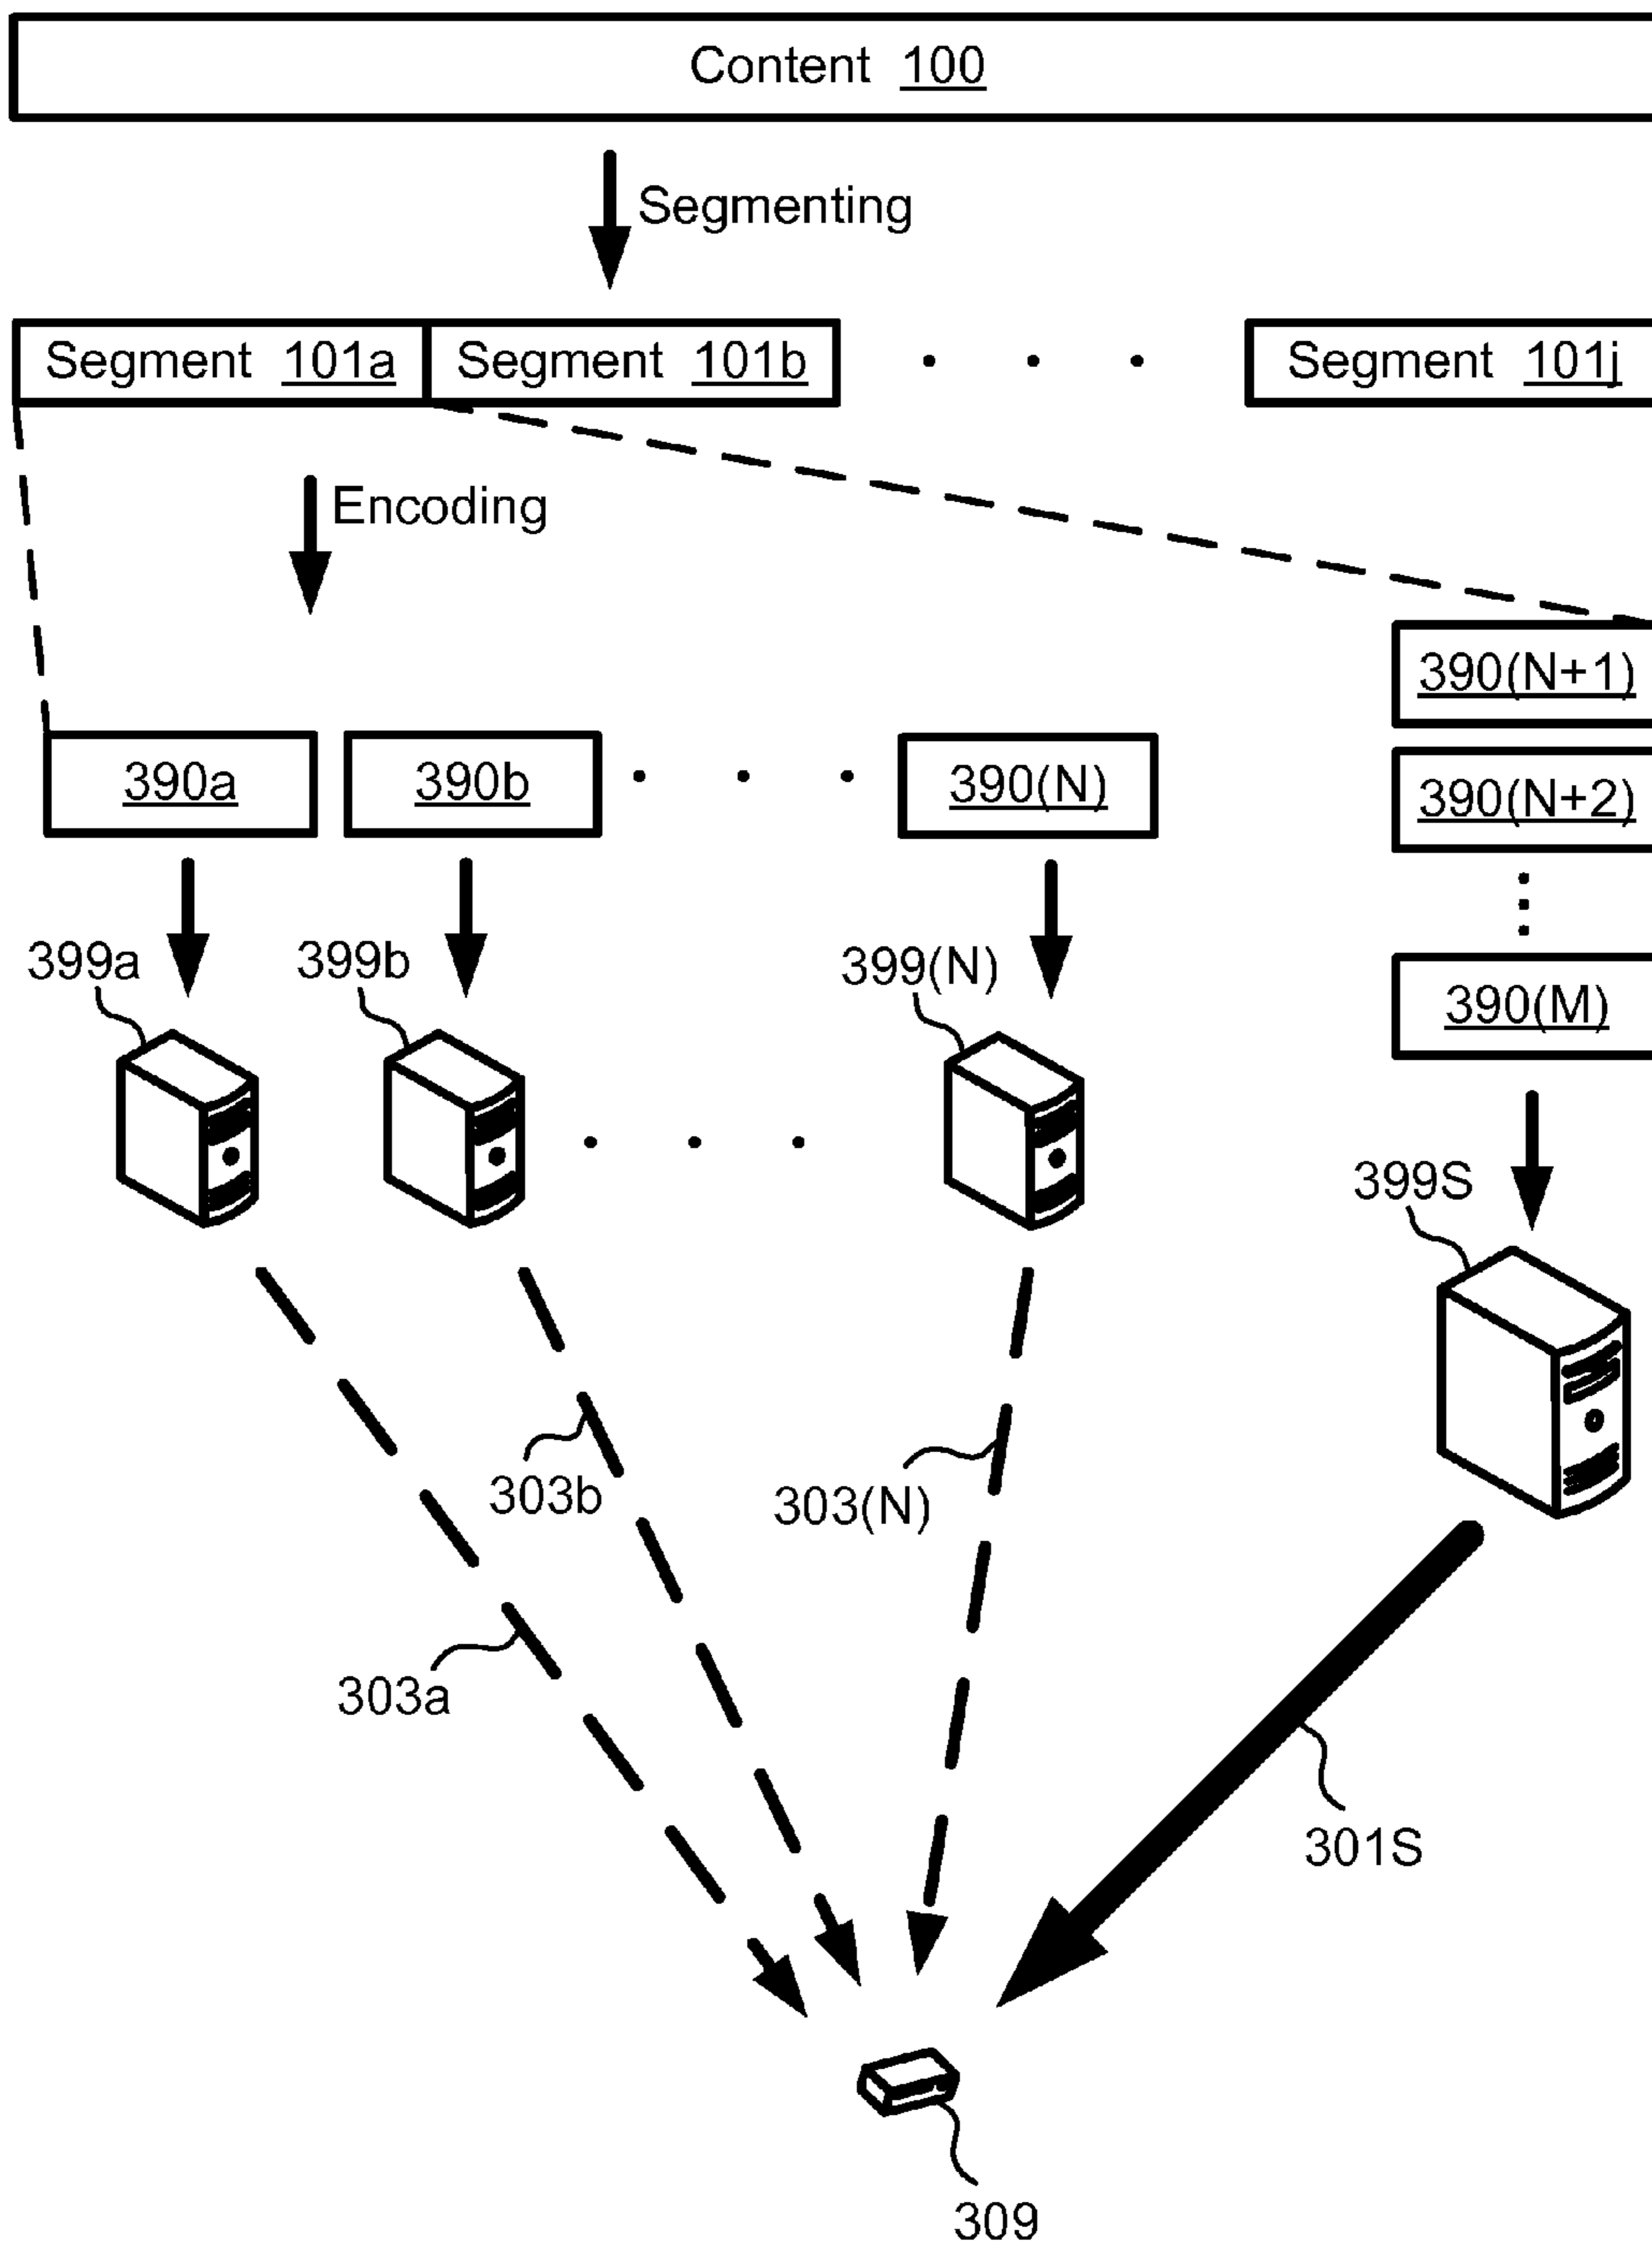 Content 100
Segmenting
Segment 101a Segment 101b . . . Segment 101j
Encoding
390(N+1)
390a 390b . . . 390(N) 390(N+2)
399a 399b 399(N) 390(M)
399S
303b 303(N)
303a
301S
309